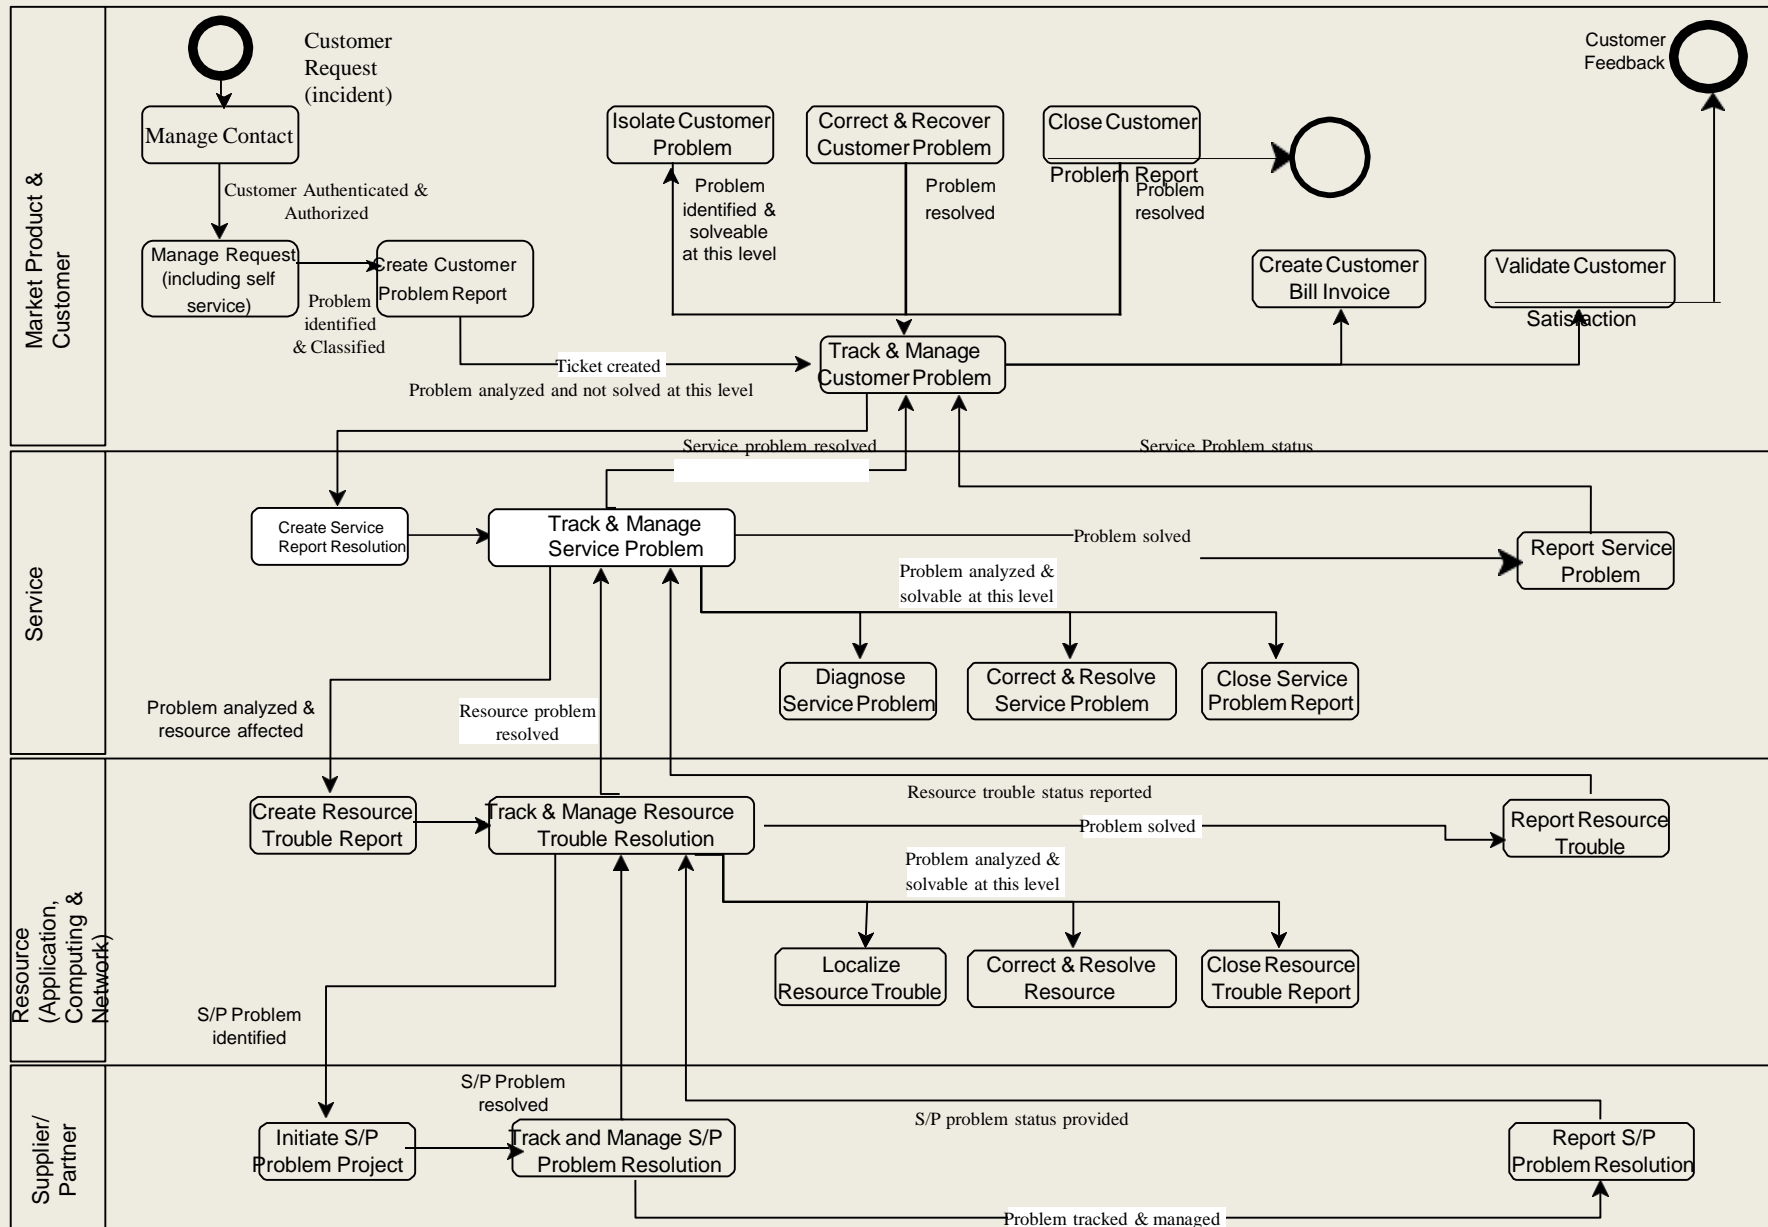 Market Product &
Customer
Customer
Request
(incident)
Manage Contact
Customer Authenticated &
Authorized
Manage Request
(including self
service)
Problem
identified
& Classified
Create Customer
Problem Report
Ticket created
Problem analyzed and not solved at this level
Isolate Customer
Problem
Problem
identified &
solveable
at this level
Correct & Recover
Customer Problem
Problem
resolved
Close Customer
Problem Report
Problem
resolved
Customer
Feedback
Create Customer
Bill Invoice
Validate Customer
Satisfaction
Track & Manage
Customer Problem
Service problem resolved
Service Problem status
Service
Create Service
Report Resolution
Track & Manage
Service Problem
Problem solved
Report Service
Problem
Problem analyzed &
solvable at this level
Diagnose
Service Problem
Correct & Resolve
Service Problem
Close Service
Problem Report
Problem analyzed &
resource affected
Resource problem
resolved
Resource
(Application,
Computing &
Network)
Create Resource
Trouble Report
Track & Manage Resource
Trouble Resolution
Resource trouble status reported
Problem solved
Report Resource
Trouble
Problem analyzed &
solvable at this level
Localize
Resource Trouble
Correct & Resolve
Resource
Close Resource
Trouble Report
S/P Problem
identified
S/P Problem
resolved
Supplier/
Partner
Initiate S/P
Problem Project
Track and Manage S/P
Problem Resolution
S/P problem status provided
Report S/P
Problem Resolution
Problem tracked & managed